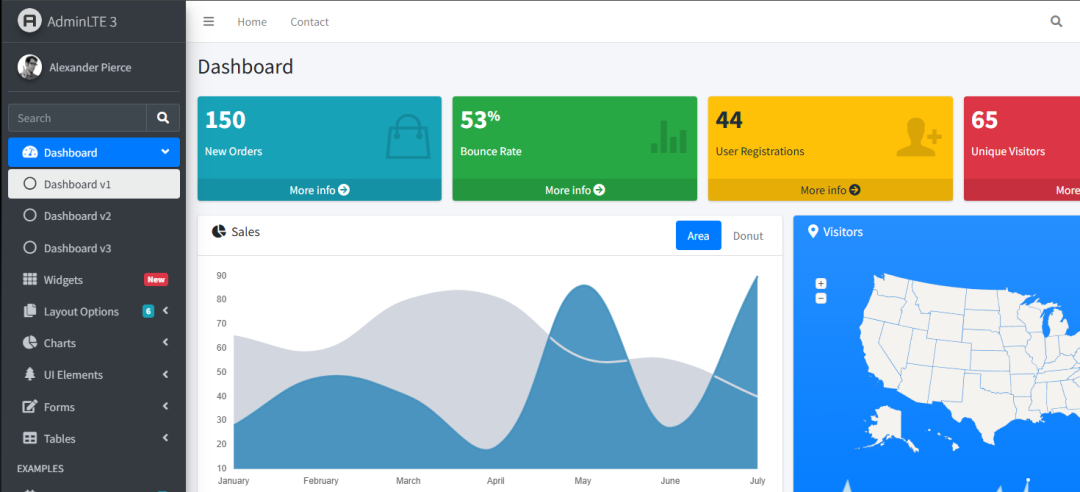 AdminLTE 3
Home
Contact
Alexander Pierce
Search
Dashboard
Dashboard v1
Dashboard v2
Dashboard v3
Widgets
New
Layout Options
6
Charts
UI Elements
Forms
Tables
EXAMPLES
Dashboard
150
New Orders
More info
53%
Bounce Rate
More info
44
User Registrations
More info
65
Unique Visitors
More
Sales
Area
Donut
90
80
70
60
50
40
30
20
10
January
February
March
April
May
June
July
Visitors
+
−